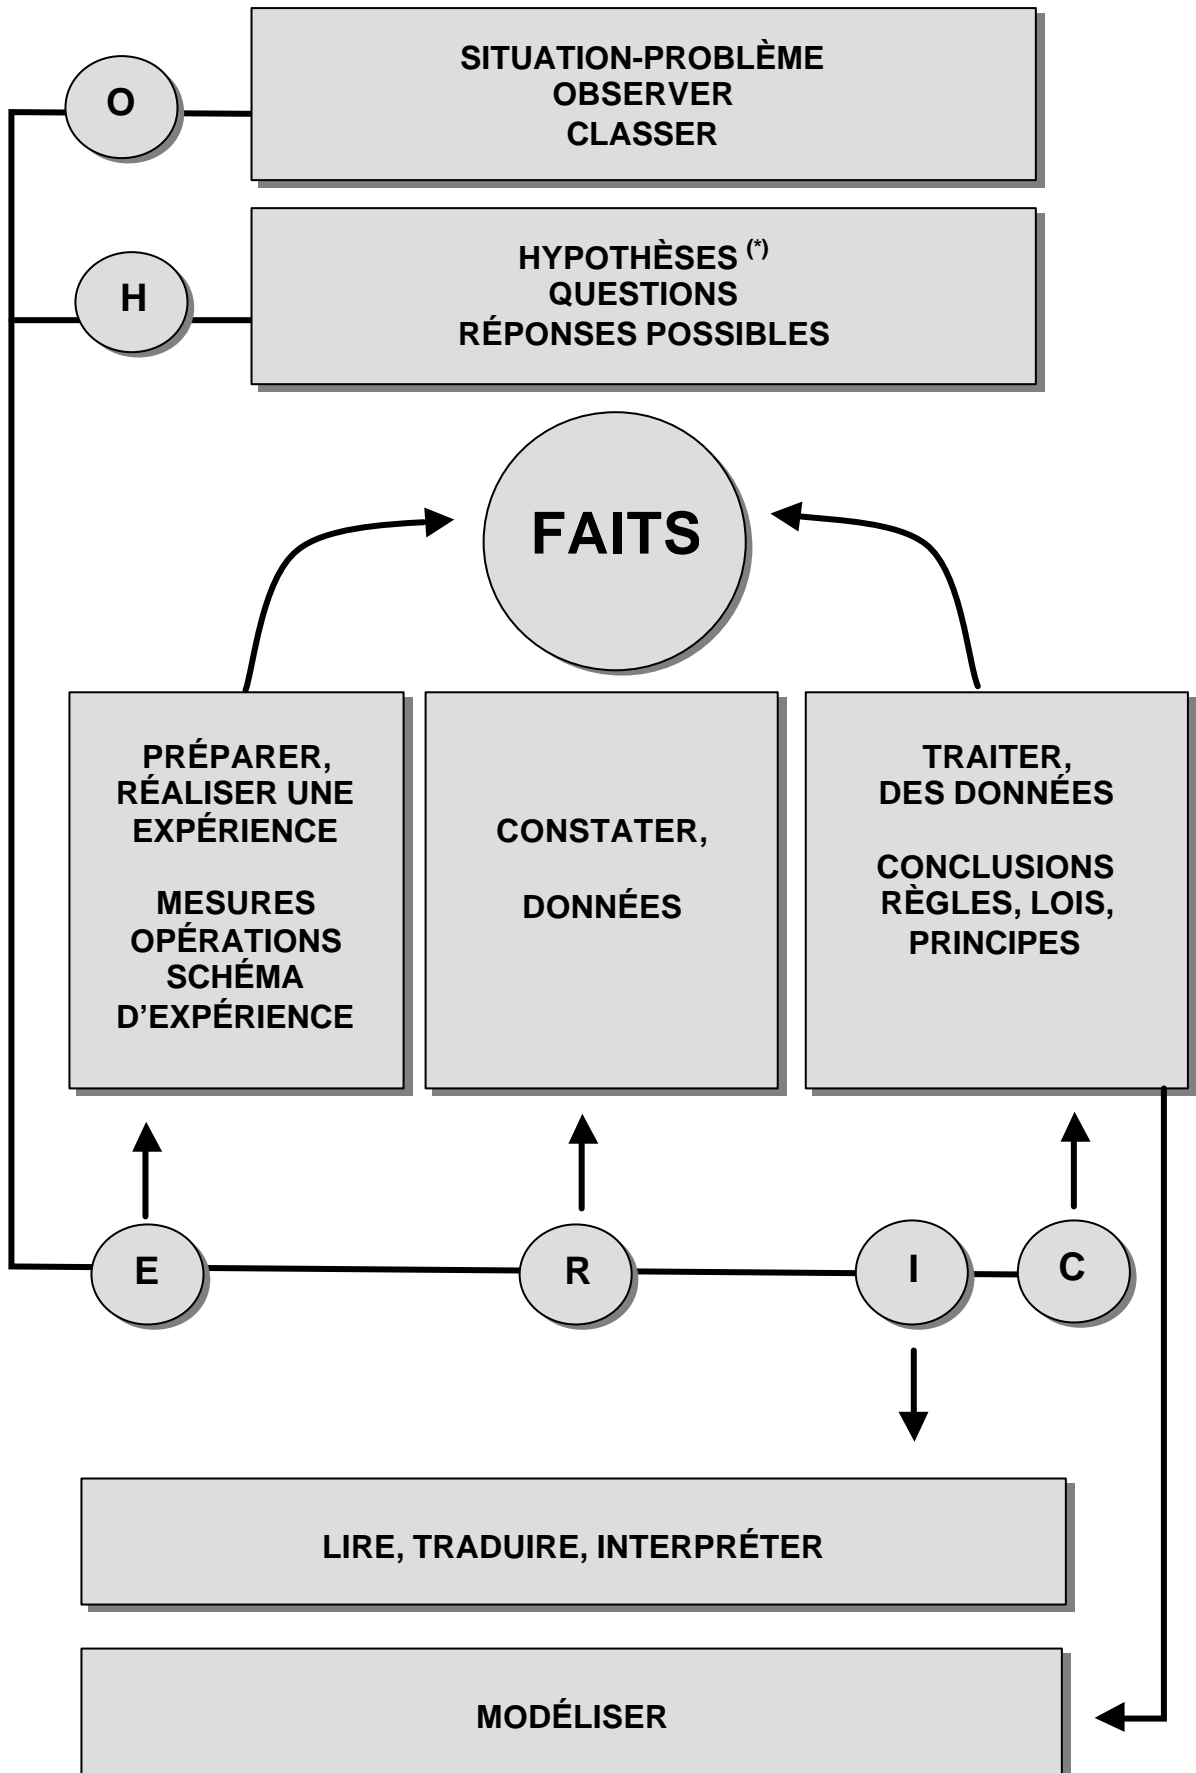 O
SITUATION-PROBLÈME
OBSERVER
CLASSER
H
HYPOTHÈSES (*)
QUESTIONS
RÉPONSES POSSIBLES
FAITS
PRÉPARER,
RÉALISER UNE
EXPÉRIENCE
MESURES
OPÉRATIONS
SCHÉMA
D'EXPÉRIENCE
CONSTATER,
DONNÉES
TRAITER,
DES DONNÉES
CONCLUSIONS
RÈGLES, LOIS,
PRINCIPES
E
R
I
C
LIRE, TRADUIRE, INTERPRÉTER
MODÉLISER